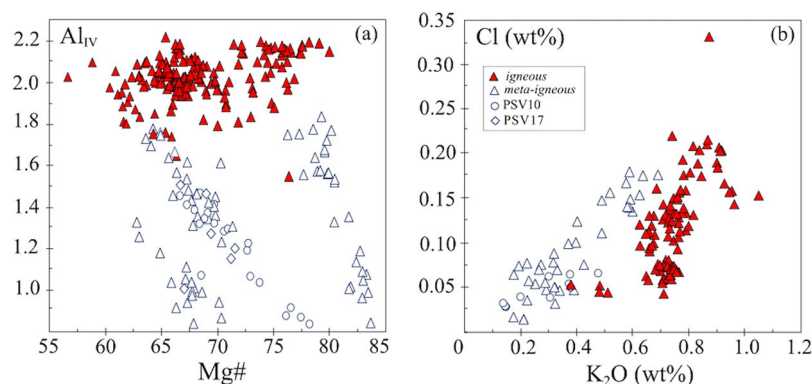 Al_IV (a)
2.2
2.0
1.8
1.6
1.4
1.2
1.0
55 60 65 70 75 80 85
Mg#
Cl (wt%) (b)
0.35
0.30
0.25
0.20
0.15
0.10
0.05
igneous
meta-igneous
PSV10
PSV17
0 0.2 0.4 0.6 0.8 1.0 1.2
K₂O (wt%)